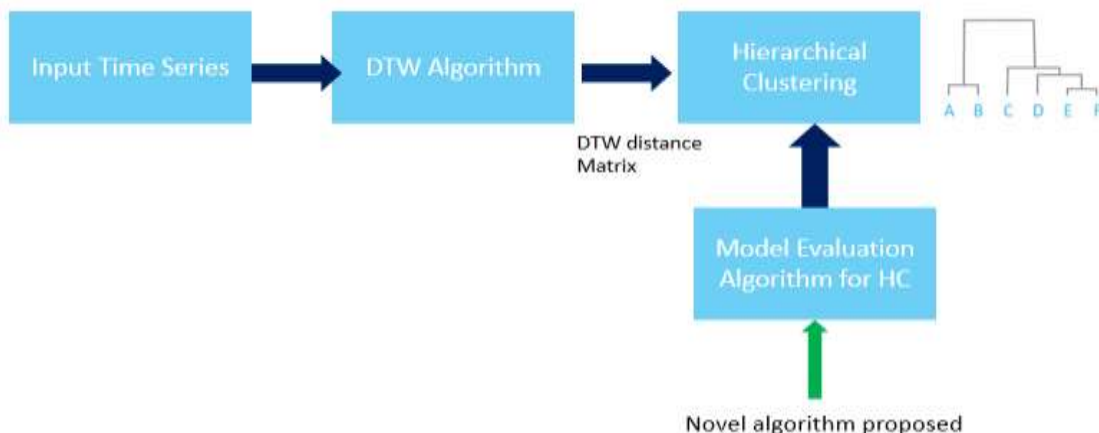 Input Time Series
DTW Algorithm
Hierarchical
Clustering
A B C D E F
DTW distance
Matrix
Model Evaluation
Algorithm for HC
Novel algorithm proposed